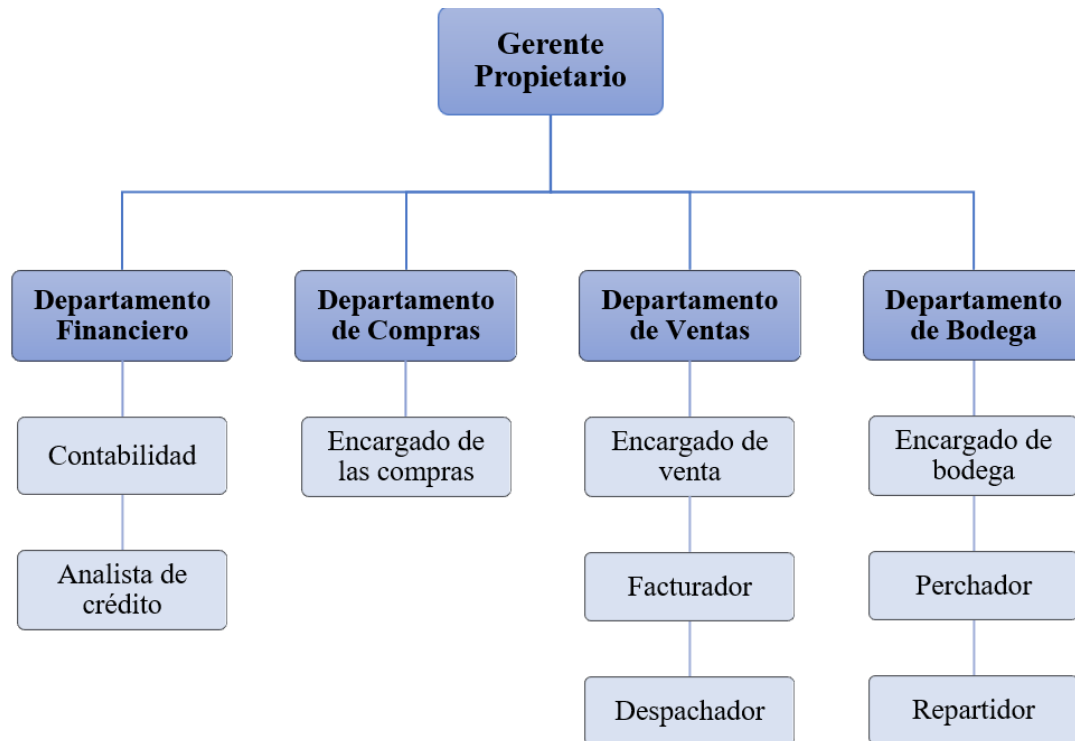 Gerente
Propietario
Departamento
Financiero
Departamento
de Compras
Departamento
de Ventas
Departamento
de Bodega
Contabilidad
Encargado de
las compras
Encargado de
venta
Encargado de
bodega
Analista de
crédito
Facturador
Perchador
Despachador
Repartidor